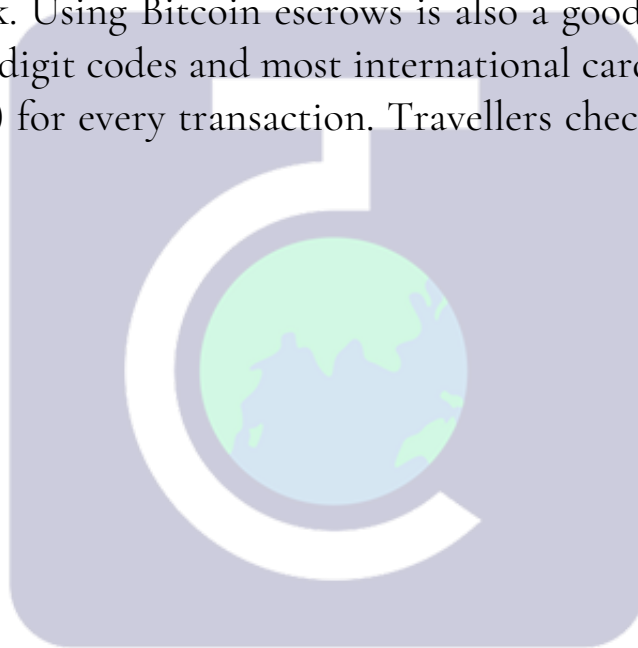 k. Using Bitcoin escrows is also a good
digit codes and most international car
) for every transaction. Travellers chec